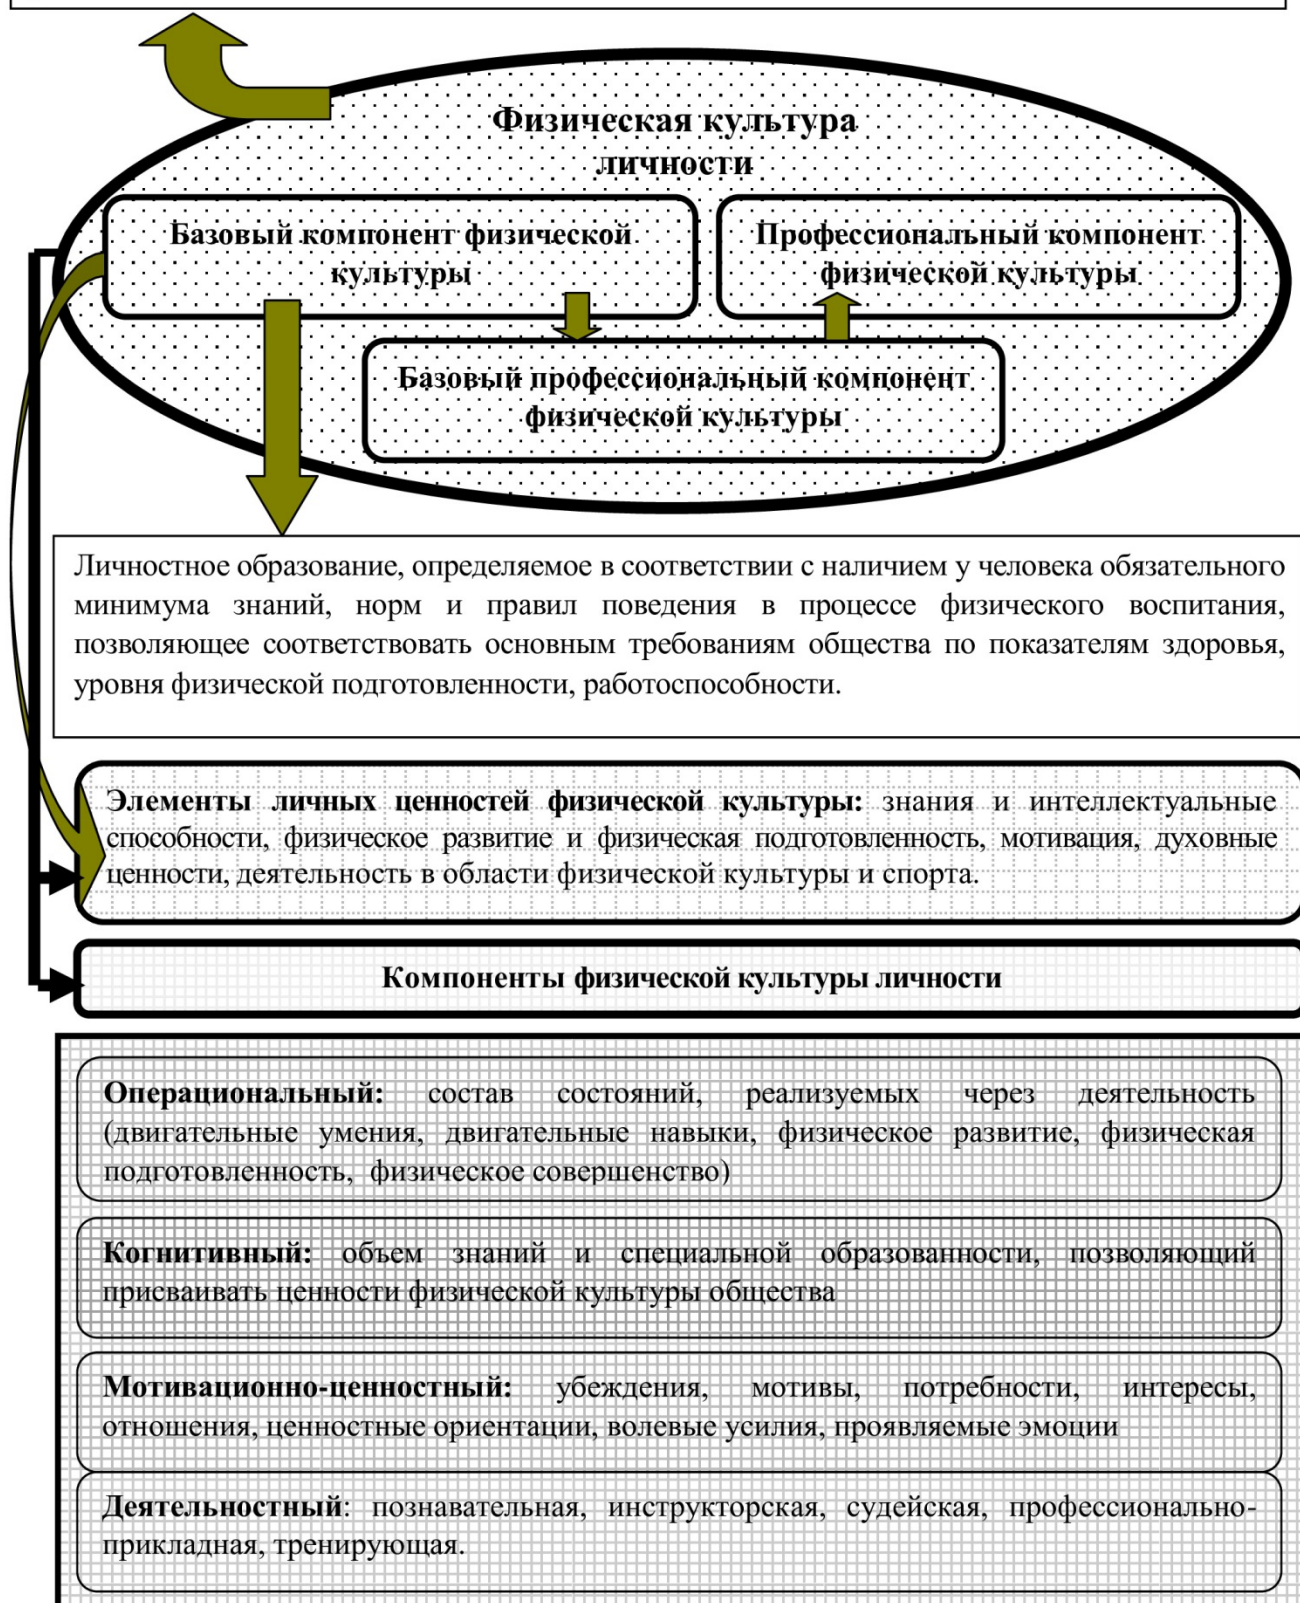 Физическая культура
личности
Базовый компонент физической
культуры
Профессиональный компонент
физической культуры
Базовый профессиональный компонент
физической культуры
Личностное образование, определяемое в соответствии с наличием у человека обязательного
минимума знаний, норм и правил поведения в процессе физического воспитания,
позволяющее соответствовать основным требованиям общества по показателям здоровья,
уровня физической подготовленности, работоспособности.
Элементы личных ценностей физической культуры: знания и интеллектуальные
способности, физическое развитие и физическая подготовленность, мотивация, духовные
ценности, деятельность в области физической культуры и спорта.
Компоненты физической культуры личности
Операциональный: состав состояний, реализуемых через деятельность
(двигательные умения, двигательные навыки, физическое развитие, физическая
подготовленность, физическое совершенство)
Когнитивный: объем знаний и специальной образованности, позволяющий
присваивать ценности физической культуры общества
Мотивационно-ценностный: убеждения, мотивы, потребности, интересы,
отношения, ценностные ориентации, волевые усилия, проявляемые эмоции
Деятельностный: познавательная, инструкторская, судейская, профессионально-
прикладная, тренирующая.